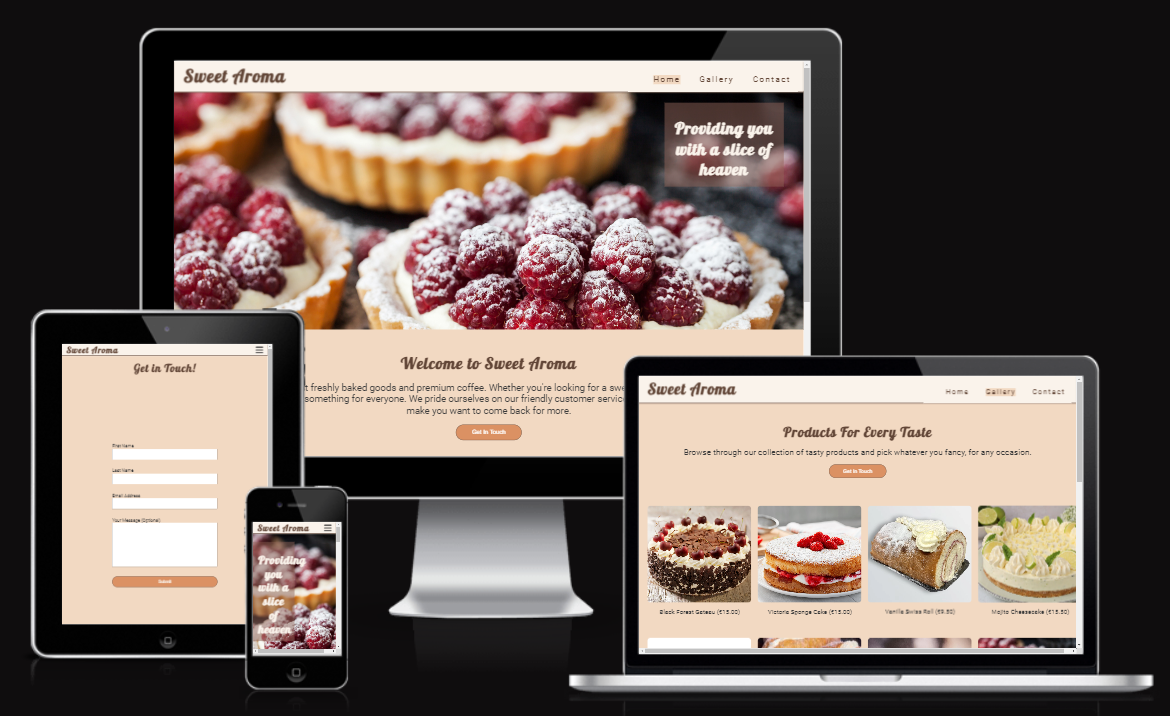 Sweet Aroma
Home Gallery Contact
Providing you
with a slice of
heaven
Welcome to Sweet Aroma
freshly baked goods and premium coffee. Whether you're looking for a
something for everyone. We pride ourselves on our friendly customer
make you want to come back for more.
Get In Touch
Sweet Aroma
Get in Touch!
First Name
Last Name
Email Address
Your Message (Optional)
Submit
Sweet Aroma
Providing
you
with a
slice
of
heaven
Sweet Aroma
Home Gallery Contact
Products For Every Taste
Browse through our collection of tasty products and pick whatever you fancy, for any occasion.
Get In Touch
Black Forest Gateau (€15.00)
Victoria Sponge Cake (€15.00)
Vanilla Swiss Roll (€9.50)
Mojito Cheesecake (€15.50)